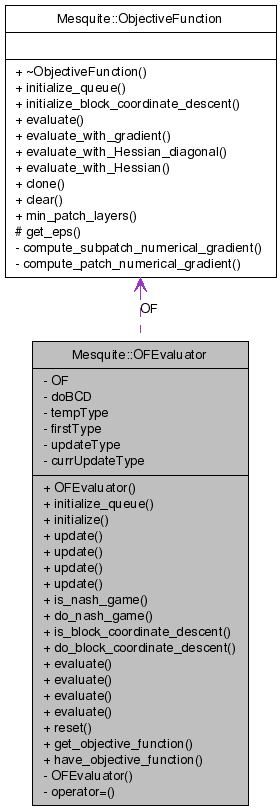 Mesquite::ObjectiveFunction
+ ~ObjectiveFunction()
+ initialize_queue()
+ initialize_block_coordinate_descent()
+ evaluate()
+ evaluate_with_gradient()
+ evaluate_with_Hessian_diagonal()
+ evaluate_with_Hessian()
+ clone()
+ clear()
+ min_patch_layers()
# get_eps()
- compute_subpatch_numerical_gradient()
- compute_patch_numerical_gradient()
OF
Mesquite::OFEvaluator
- OF
- doBCD
- tempType
- firstType
- updateType
- currUpdateType
+ OFEvaluator()
+ initialize_queue()
+ initialize()
+ update()
+ update()
+ update()
+ update()
+ is_nash_game()
+ do_nash_game()
+ is_block_coordinate_descent()
+ do_block_coordinate_descent()
+ evaluate()
+ evaluate()
+ evaluate()
+ evaluate()
+ reset()
+ get_objective_function()
+ have_objective_function()
- OFEvaluator()
- operator=()